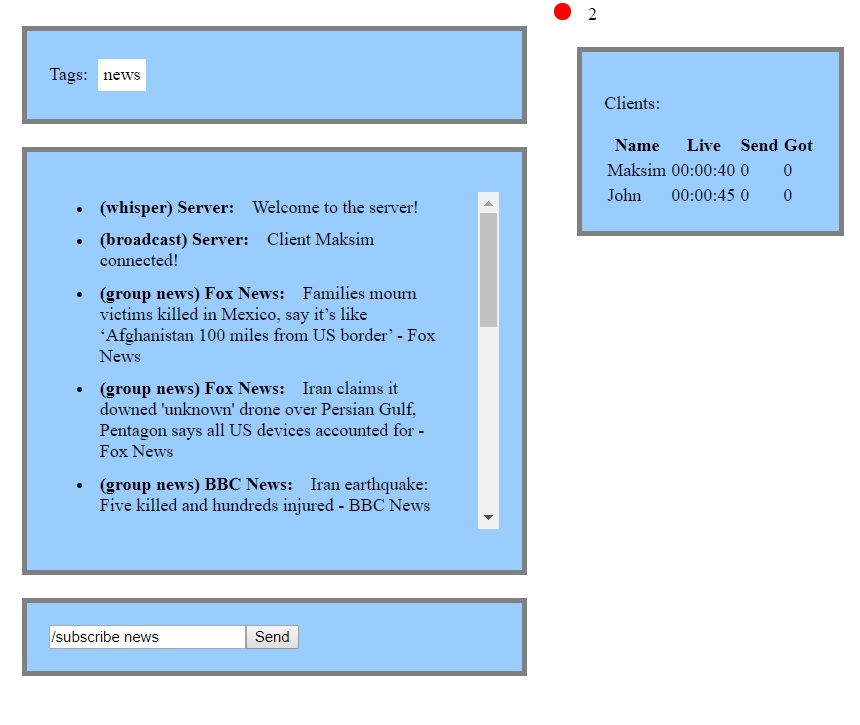 2
Tags: news
Clients:
Name Live Send Got
Maksim 00:00:40 0 0
John 00:00:45 0 0
(whisper) Server: Welcome to the server!
(broadcast) Server: Client Maksim
connected!
(group news) Fox News: Families mourn
victims killed in Mexico, say it’s like
‘Afghanistan 100 miles from US border’ - Fox
News
(group news) Fox News: Iran claims it
downed 'unknown' drone over Persian Gulf,
Pentagon says all US devices accounted for -
Fox News
(group news) BBC News: Iran earthquake:
Five killed and hundreds injured - BBC News
/subscribe news Send